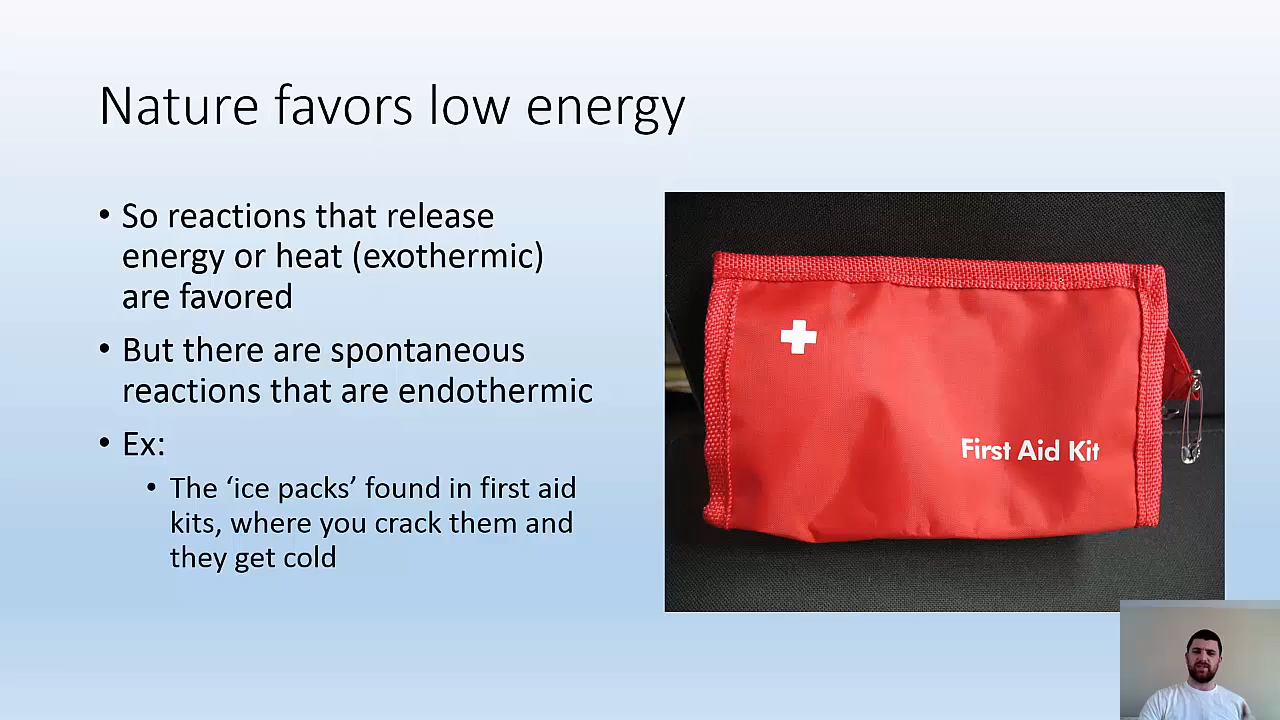 Nature favors low energy
• So reactions that release
energy or heat (exothermic)
are favored
• But there are spontaneous
reactions that are endothermic
• Ex:
• The ‘ice packs’ found in first aid
kits, where you crack them and
they get cold
First Aid Kit